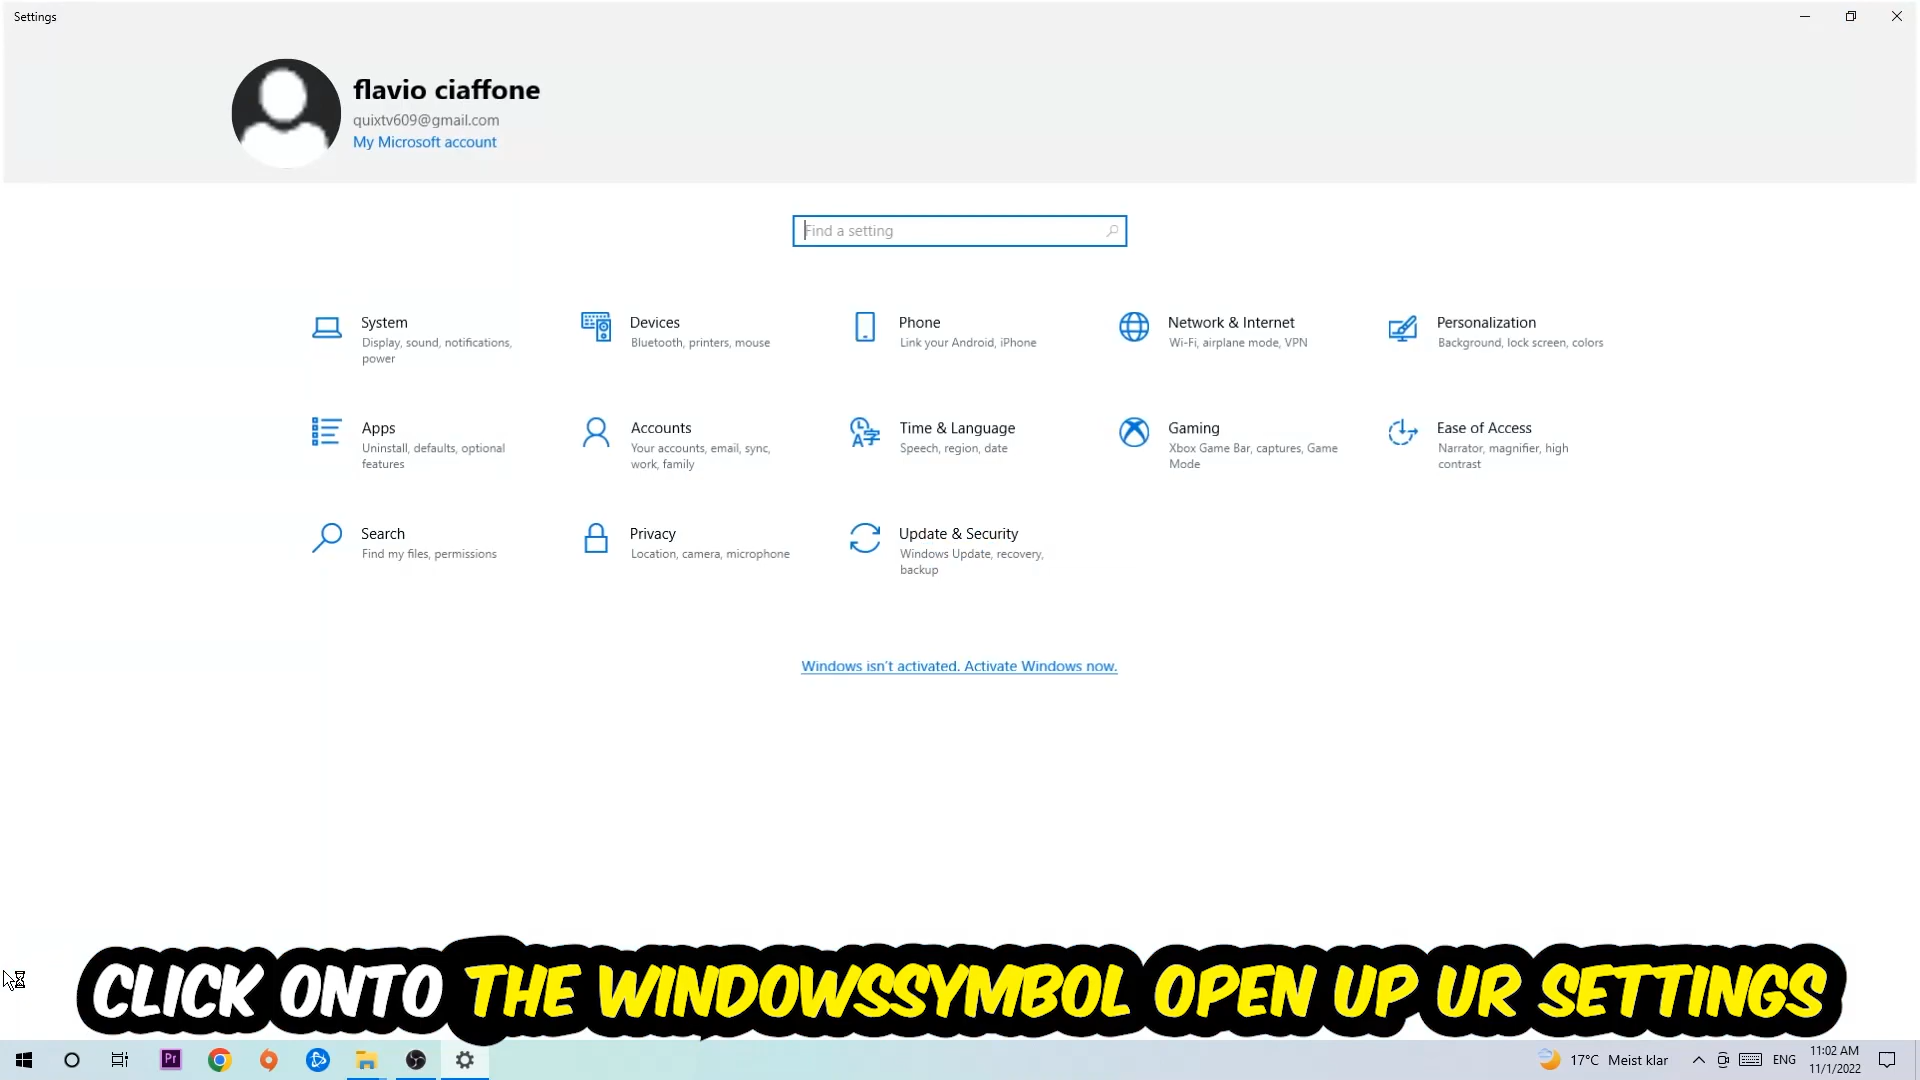 Settings
flavio ciaffone
quixtv609@gmail.com
My Microsoft account
Find a setting
System
Display, sound, notifications,
power
Devices
Bluetooth, printers, mouse
Phone
Link your Android, iPhone
Network & Internet
Wi-Fi, airplane mode, VPN
Personalization
Background, lock screen, colors
Apps
Uninstall, defaults, optional
features
Accounts
Your accounts, email, sync,
work, family
Time & Language
Speech, region, date
Gaming
Xbox Game Bar, captures, Game
Mode
Ease of Access
Narrator, magnifier, high
contrast
Search
Find my files, permissions
Privacy
Location, camera, microphone
Update & Security
Windows Update, recovery,
backup
Windows isn't activated. Activate Windows now.
CLICK ONTO THE WINDOWSSYMBOL OPEN UP UR SETTINGS
Pr
17°C Meist klar
ENG
11:02 AM
11/1/2022